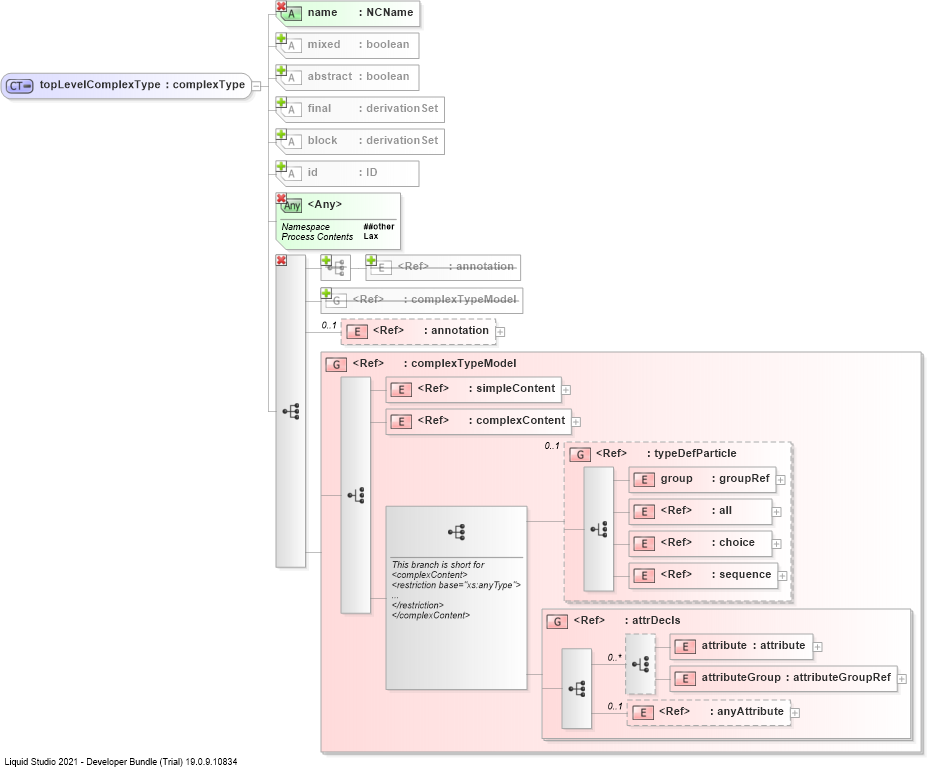 A name : NCName
A mixed : boolean
A abstract : boolean
CT topLevelComplexType : complexType
A final : derivationSet
A block : derivationSet
A id : ID
Any <Any>
Namespace ##other
Process Contents Lax
E <Ref> : annotation
G <Ref> : complexTypeModel
0..1 E <Ref> : annotation
G <Ref> : complexTypeModel
E <Ref> : simpleContent
E <Ref> : complexContent
0..1 G <Ref> : typeDefParticle
E group : groupRef
E <Ref> : all
E <Ref> : choice
E <Ref> : sequence
This branch is short for
<complexContent>
<restriction base="xs:anyType">
...
</restriction>
</complexContent>
G <Ref> : attrDecls
E attribute : attribute
0..*
E attributeGroup : attributeGroupRef
0..1 E <Ref> : anyAttribute
Liquid Studio 2021 - Developer Bundle (Trial) 19.0.9.10834